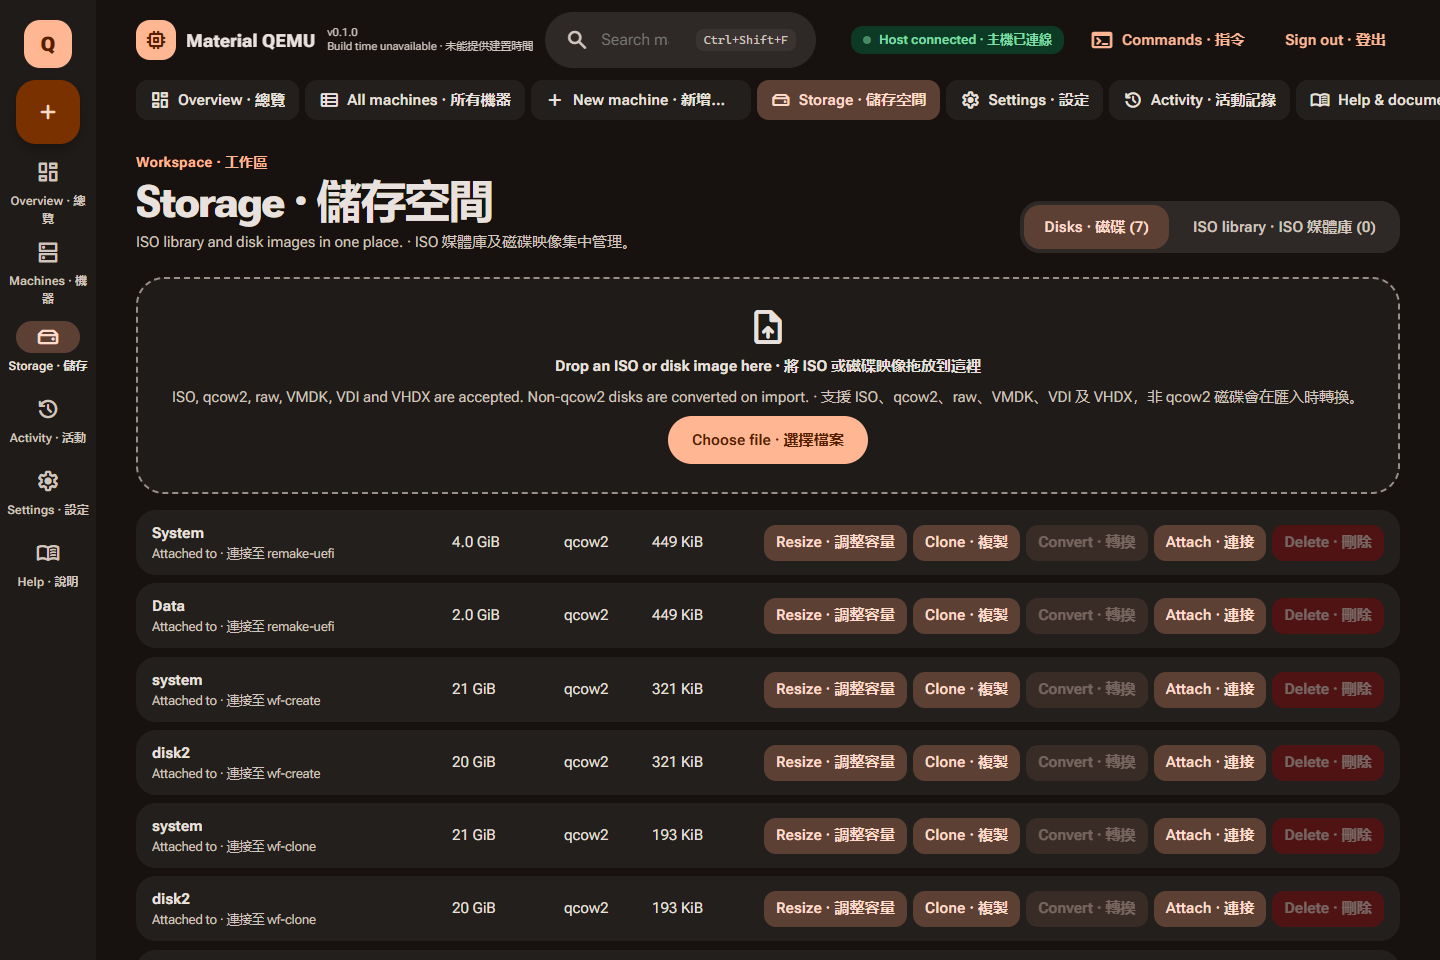 Q
Material QEMU
v0.1.0
Build time unavailable · 未能提供建置時間
Search m
Ctrl+Shift+F
Host connected · 主機已連線
Commands · 指令
Sign out · 登出
Overview · 總覽
All machines · 所有機器
New machine · 新增...
Storage · 儲存空間
Settings · 設定
Activity · 活動記錄
Help & docume
Overview · 總
覽
Machines · 機
器
Storage · 儲存
Activity · 活動
Settings · 設定
Help · 說明
Workspace · 工作區
Storage · 儲存空間
ISO library and disk images in one place. · ISO 媒體庫及磁碟映像集中管理。
Disks · 磁碟 (7)
ISO library · ISO 媒體庫 (0)
Drop an ISO or disk image here · 將 ISO 或磁碟映像拖放到這裡
ISO, qcow2, raw, VMDK, VDI and VHDX are accepted. Non-qcow2 disks are converted on import. · 支援 ISO、qcow2、raw、VMDK、VDI 及 VHDX，非 qcow2 磁碟會在匯入時轉換。
Choose file · 選擇檔案
System
Attached to · 連接至 remake-uefi
4.0 GiB
qcow2
449 KiB
Resize · 調整容量
Clone · 複製
Convert · 轉換
Attach · 連接
Delete · 刪除
Data
Attached to · 連接至 remake-uefi
2.0 GiB
qcow2
449 KiB
Resize · 調整容量
Clone · 複製
Convert · 轉換
Attach · 連接
Delete · 刪除
system
Attached to · 連接至 wf-create
21 GiB
qcow2
321 KiB
Resize · 調整容量
Clone · 複製
Convert · 轉換
Attach · 連接
Delete · 刪除
disk2
Attached to · 連接至 wf-create
20 GiB
qcow2
321 KiB
Resize · 調整容量
Clone · 複製
Convert · 轉換
Attach · 連接
Delete · 刪除
system
Attached to · 連接至 wf-clone
21 GiB
qcow2
193 KiB
Resize · 調整容量
Clone · 複製
Convert · 轉換
Attach · 連接
Delete · 刪除
disk2
Attached to · 連接至 wf-clone
20 GiB
qcow2
193 KiB
Resize · 調整容量
Clone · 複製
Convert · 轉換
Attach · 連接
Delete · 刪除